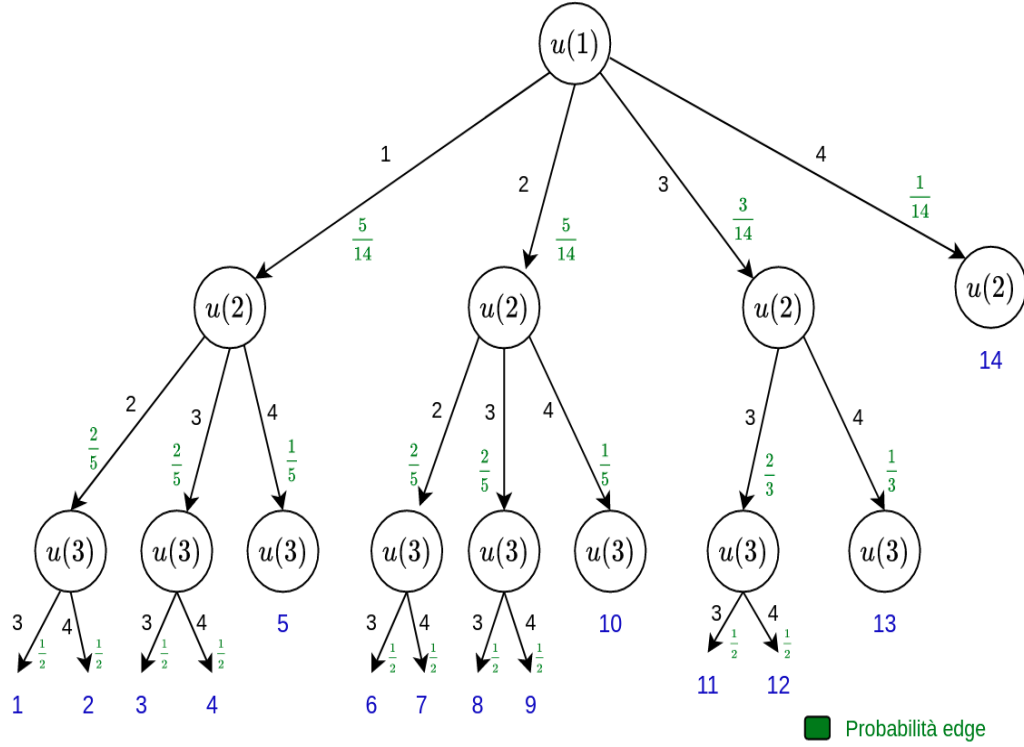 u(1)
1 2 3 4
5/14 5/14 3/14 1/14
u(2) u(2) u(2) u(2)
14
2 3 4 2 3 4 3 4
2/5 2/5 1/5 2/5 2/5 1/5 2/3 1/3
u(3) u(3) u(3) u(3) u(3) u(3) u(3) u(3)
3 4 3 4 3 4 3 4 3 4
5 10 13
1/2 1/2 1/2 1/2 1/2 1/2 1/2 1/2 1/2 1/2
1 2 3 4 6 7 8 9 11 12
Probabilità edge